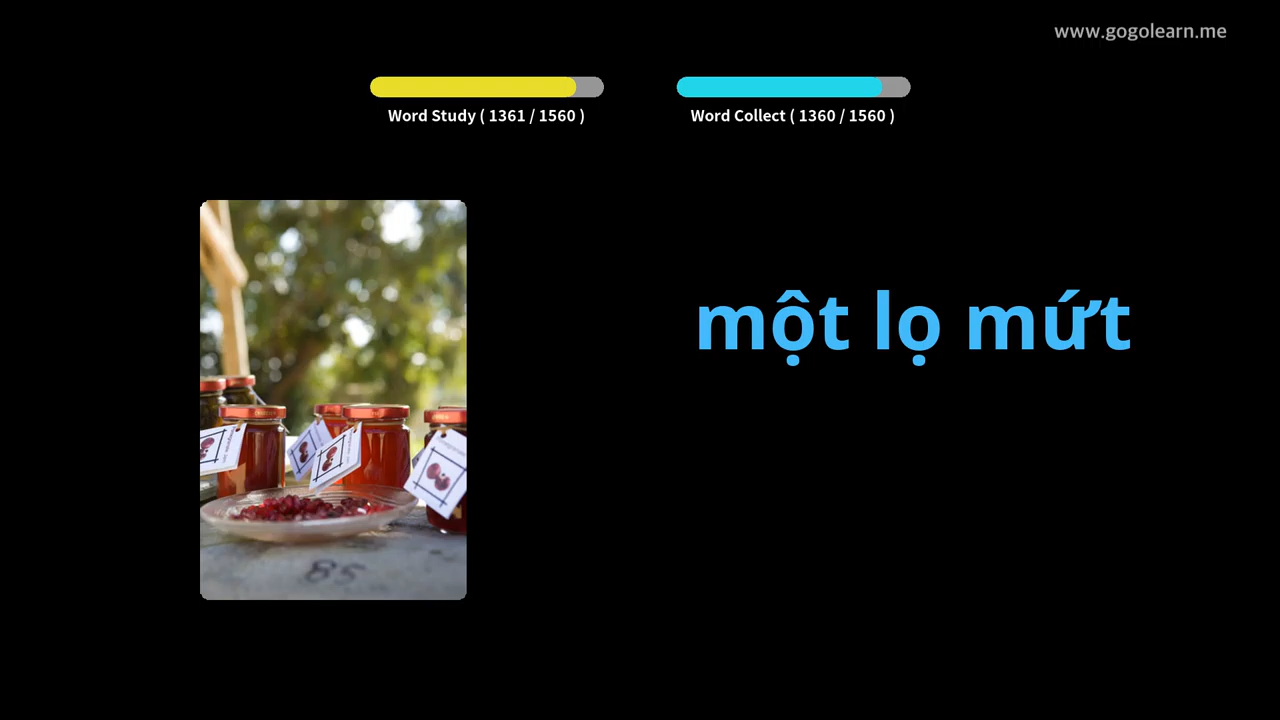 www.gogolearn.me
Word Study ( 1361 / 1560 )
Word Collect ( 1360 / 1560 )
một lọ mứt
85